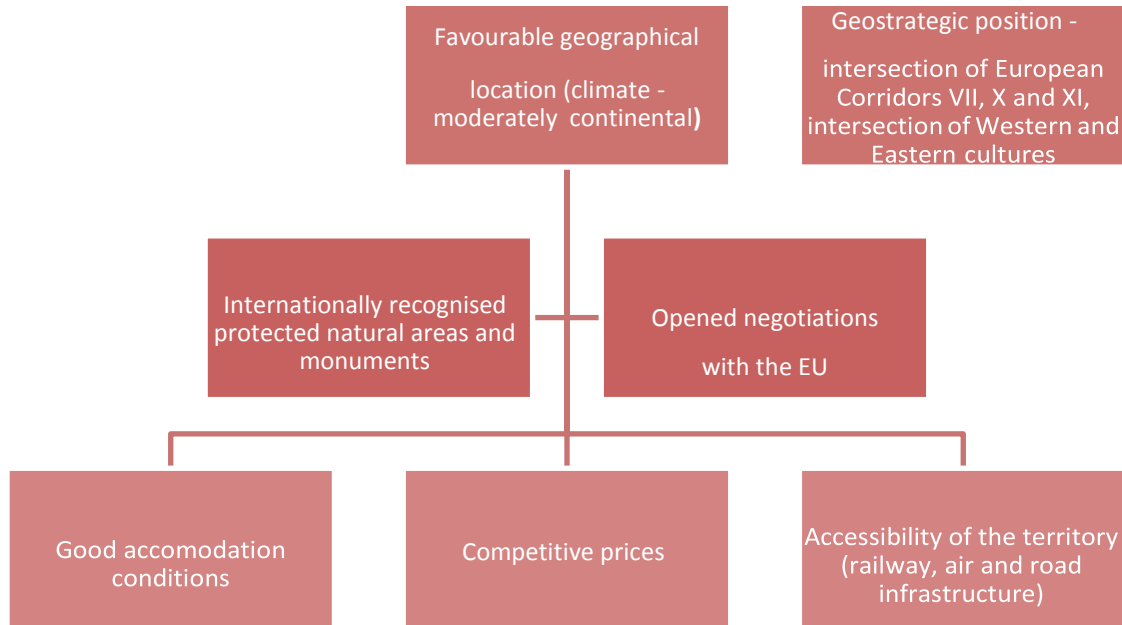 Favourable geographical
location (climate -
moderately continental)
Geostrategic position -
intersection of European
Corridors VII, X and XI,
intersection of Western and
Eastern cultures
Internationally recognised
protected natural areas and
monuments
Opened negotiations
with the EU
Good accomodation
conditions
Competitive prices
Accessibility of the territory
(railway, air and road
infrastructure)